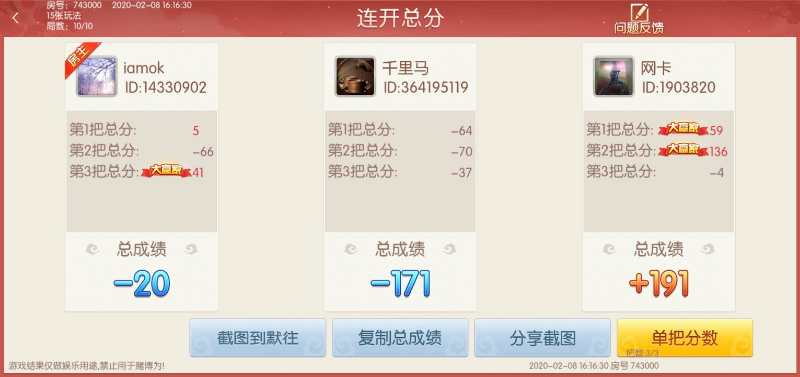 房号: 743000 2020-02-08 16:16:30
15张玩法
局数: 10/10
连开总分
问题反馈
房主
iamok
ID:14330902
第1把总分: 5
第2把总分: -66
第3把总分: 大赢家 41
总成绩
-20
千里马
ID:364195119
第1把总分: -64
第2把总分: -70
第3把总分: -37
总成绩
-171
网卡
ID:1903820
第1把总分: 大赢家 59
第2把总分: 大赢家 136
第3把总分: -4
总成绩
+191
截图到默往
复制总成绩
分享截图
单把分数
把数:3/3
游戏结果仅做娱乐用途,禁止用于赌博为!
2020-02-08 16:16:30 房号 743000